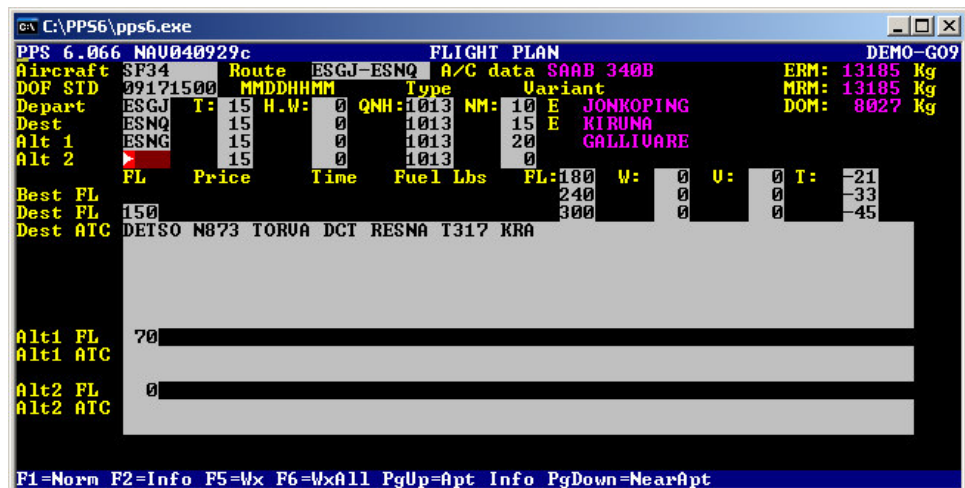 C:\PPS6\pps6.exe
PPS 6.066 NAV040929c FLIGHT PLAN DEMO-GO9
Aircraft SF34 Route ESGJ-ESNQ A/C data SAAB 340B ERM: 13185 Kg
DOF STD 09171500 MMDDHHMM Type Variant MRM: 13185 Kg
Depart ESGJ T: 15 H.W: 0 QNH:1013 NM: 10 E JONKOPING DOM: 8027 Kg
Dest ESNQ 15 0 1013 15 E KIRUNA
Alt 1 ESNG 15 0 1013 20 GALLIVARE
Alt 2 15 0 1013 0
FL Price Time Fuel Lbs FL:180 W: 0 V: 0 T: -21
Best FL 240 0 0 -33
Dest FL 150 300 0 0 -45
Dest ATC DETSO N873 TORVA DCT RESNA T317 KRA
Alt1 FL 70
Alt1 ATC
Alt2 FL 0
Alt2 ATC
F1=Norm F2=Info F5=Wx F6=WxAll PgUp=Apt Info PgDown=NearApt